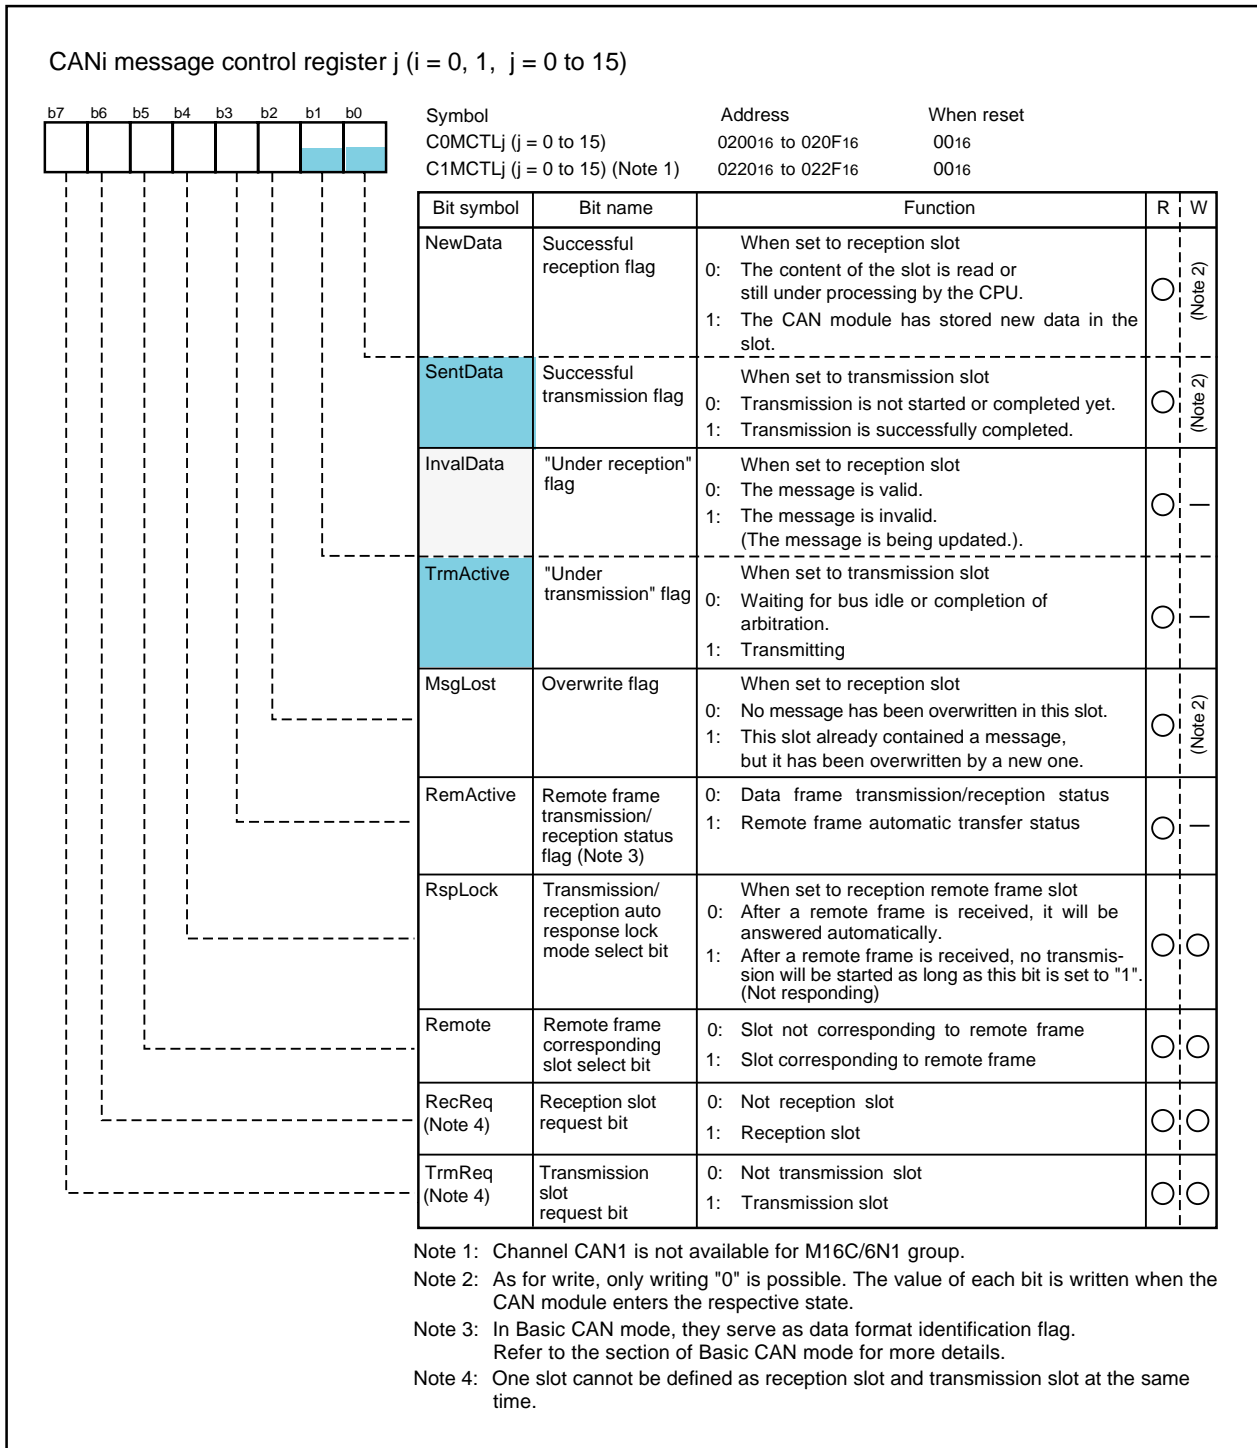 CANi message control register j (i = 0, 1,  j = 0 to 15)
b7 b6 b5 b4 b3 b2 b1 b0
Symbol Address When reset
C0MCTLj (j = 0 to 15) 020016 to 020F16 0016
C1MCTLj (j = 0 to 15) (Note 1) 022016 to 022F16 0016
Bit symbol Bit name Function R W
NewData Successful When set to reception slot
reception flag 0: The content of the slot is read or
still under processing by the CPU.
(Note 2)
1: The CAN module has stored new data in the
slot.
SentData Successful When set to transmission slot
transmission flag 0: Transmission is not started or completed yet.
(Note 2)
1: Transmission is successfully completed.
InvalData "Under reception" When set to reception slot
flag 0: The message is valid.
1: The message is invalid. –
(The message is being updated.).
TrmActive "Under When set to transmission slot
transmission" flag 0: Waiting for bus idle or completion of
arbitration. –
1: Transmitting
MsgLost Overwrite flag When set to reception slot
0: No message has been overwritten in this slot.
(Note 2)
1: This slot already contained a message,
but it has been overwritten by a new one.
RemActive Remote frame 0: Data frame transmission/reception status
transmission/
reception status 1: Remote frame automatic transfer status –
flag (Note 3)
RspLock Transmission/ When set to reception remote frame slot
reception auto 0: After a remote frame is received, it will be
response lock answered automatically.
mode select bit 1: After a remote frame is received, no transmis-
sion will be started as long as this bit is set to "1".
(Not responding)
Remote Remote frame 0: Slot not corresponding to remote frame
corresponding
slot select bit 1: Slot corresponding to remote frame
RecReq Reception slot 0: Not reception slot
(Note 4) request bit 1: Reception slot
TrmReq Transmission 0: Not transmission slot
(Note 4) slot 1: Transmission slot
request bit
Note 1: Channel CAN1 is not available for M16C/6N1 group.
Note 2: As for write, only writing "0" is possible. The value of each bit is written when the
CAN module enters the respective state.
Note 3: In Basic CAN mode, they serve as data format identification flag.
Refer to the section of Basic CAN mode for more details.
Note 4: One slot cannot be defined as reception slot and transmission slot at the same
time.